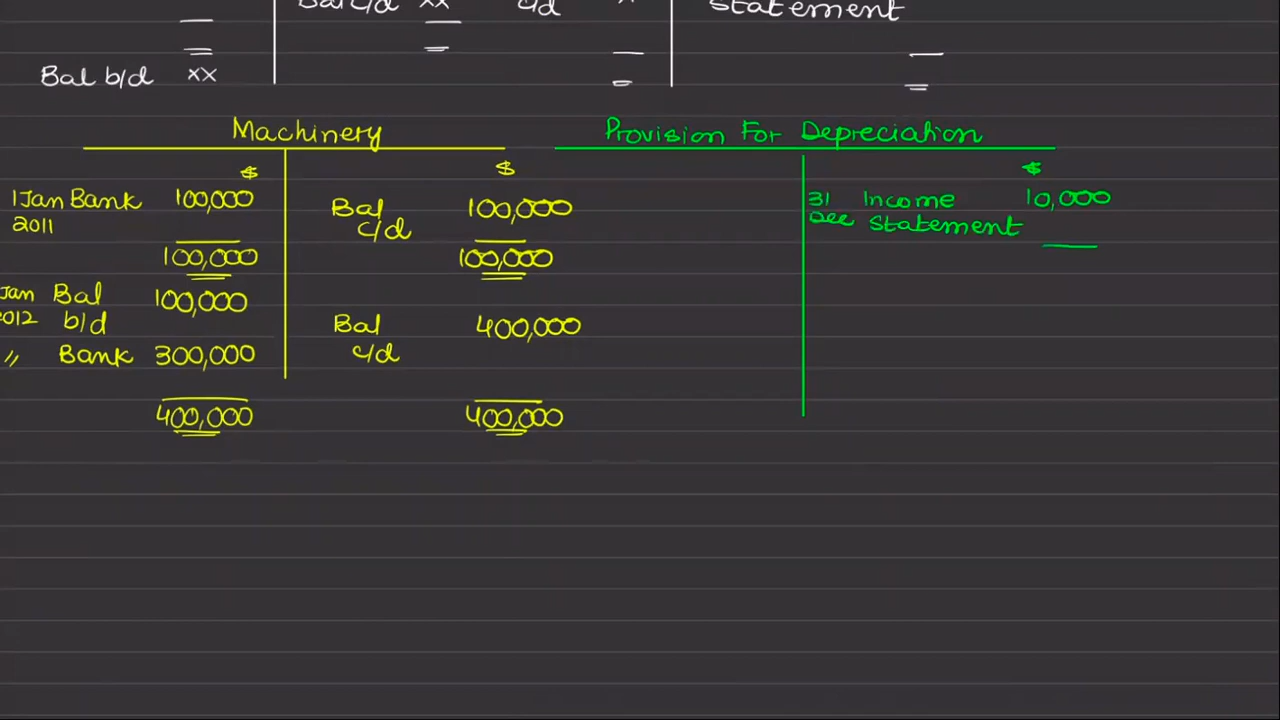 Bal c/d xx c/d x Statement
Bal b/d xx
Machinery
$ $
1 Jan Bank 100,000 Bal 100,000
2011 c/d
100,000 100,000
Jan Bal 100,000
2012 b/d Bal 400,000
" Bank 300,000 c/d
400,000 400,000
Provision For Depreciation
$
31 Income 10,000
Dec Statement